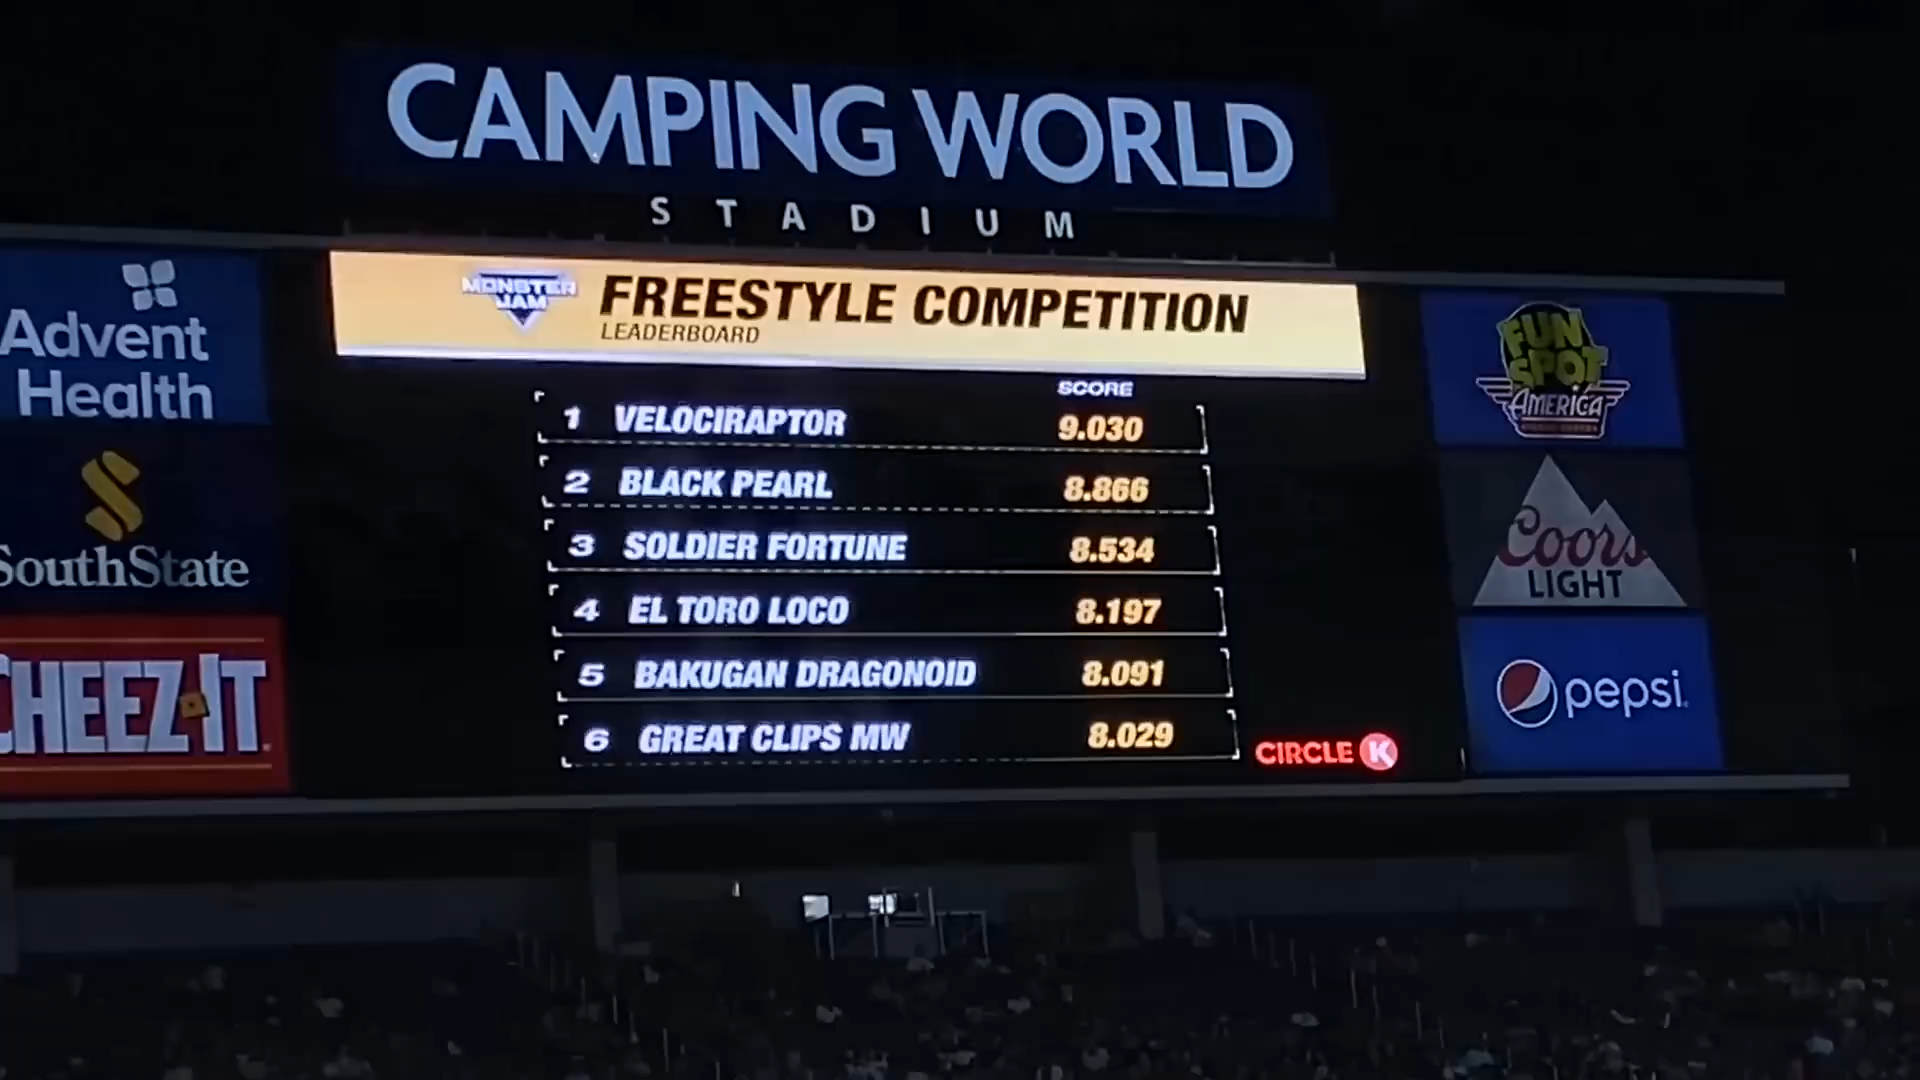 CAMPING WORLD
STADIUM
MONSTER
JAM
FREESTYLE COMPETITION
LEADERBOARD
SCORE
1 VELOCIRAPTOR 9.030
2 BLACK PEARL 8.866
3 SOLDIER FORTUNE 8.534
4 EL TORO LOCO 8.197
5 BAKUGAN DRAGONOID 8.091
6 GREAT CLIPS MW 8.029
CIRCLE K
Advent
Health
SouthState
CHEEZ-IT
FUN
SPOT
AMERICA
Coors
LIGHT
pepsi